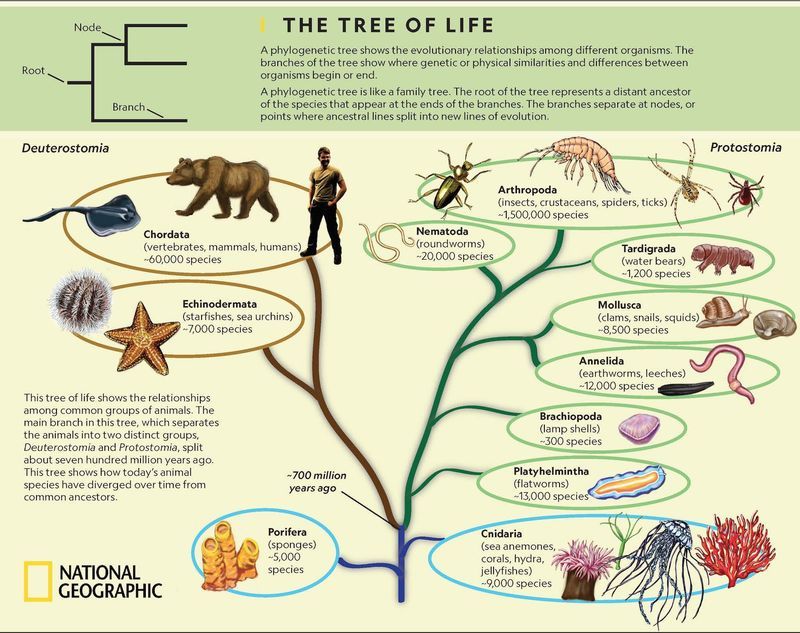 THE TREE OF LIFE
A phylogenetic tree shows the evolutionary relationships among different organisms. The
branches of the tree show where genetic or physical similarities and differences between
organisms begin or end.
A phylogenetic tree is like a family tree. The root of the tree represents a distant ancestor
of the species that appear at the ends of the branches. The branches separate at nodes, or
points where ancestral lines split into new lines of evolution.
Node
Root
Branch
Deuterostomia
Protostomia
Chordata
(vertebrates, mammals, humans)
~60,000 species
Echinodermata
(starfishes, sea urchins)
~7,000 species
Arthropoda
(insects, crustaceans, spiders, ticks)
~1,500,000 species
Nematoda
(roundworms)
~20,000 species
Tardigrada
(water bears)
~1,200 species
Mollusca
(clams, snails, squids)
~8,500 species
Annelida
(earthworms, leeches)
~12,000 species
Brachiopoda
(lamp shells)
~300 species
Platyhelmintha
(flatworms)
~13,000 species
This tree of life shows the relationships
among common groups of animals. The
main branch in this tree, which separates
the animals into two distinct groups,
Deuterostomia and Protostomia, split
about seven hundred million years ago.
This tree shows how today's animal
species have diverged over time from
common ancestors.
~700 million
years ago
Porifera
(sponges)
~5,000
species
Cnidaria
(sea anemones,
corals, hydra,
jellyfishes)
~9,000 species
NATIONAL
GEOGRAPHIC